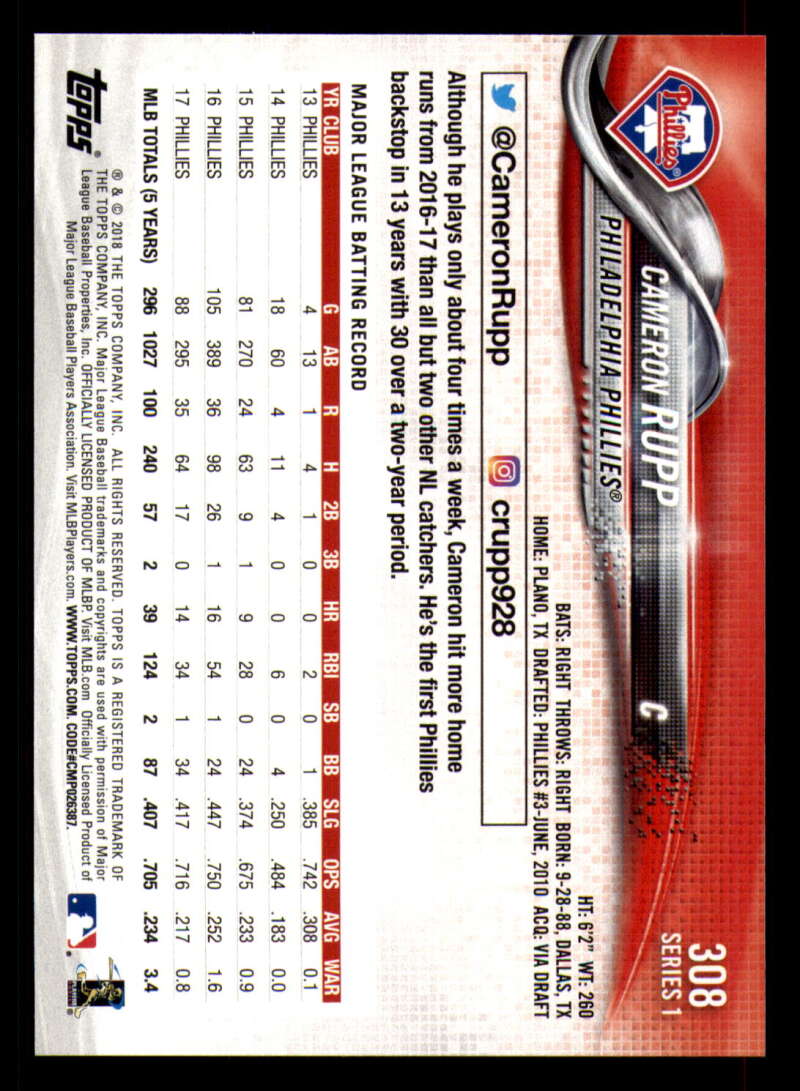 308
SERIES 1
Phillies
CAMERON RUPP C
PHILADELPHIA PHILLIES®
HT: 6'2" WT: 260
BATS: RIGHT THROWS: RIGHT BORN: 9-28-88, DALLAS, TX
HOME: PLANO, TX DRAFTED: PHILLIES #3-JUNE, 2010 ACQ: VIA DRAFT
@CameronRupp crupp928
Although he plays only about four times a week, Cameron hit more home
runs from 2016-17 than all but two other NL catchers. He's the first Phillies
backstop in 13 years with 30 over a two-year period.
MAJOR LEAGUE BATTING RECORD
YR CLUB G AB R H 2B 3B HR RBI SB BB SLG OPS AVG WAR
13 PHILLIES 4 13 1 4 1 0 0 2 0 1 .385 .742 .308 0.1
14 PHILLIES 18 60 4 11 4 0 0 6 0 4 .250 .484 .183 0.0
15 PHILLIES 81 270 24 63 9 1 9 28 0 24 .374 .675 .233 0.9
16 PHILLIES 105 389 36 98 26 1 16 54 1 24 .447 .750 .252 1.6
17 PHILLIES 88 295 35 64 17 0 14 34 1 34 .417 .716 .217 0.8
MLB TOTALS (5 YEARS) 296 1027 100 240 57 2 39 124 2 87 .407 .705 .234 3.4
topps®
® & © 2018 THE TOPPS COMPANY, INC. ALL RIGHTS RESERVED. TOPPS IS A REGISTERED TRADEMARK OF
THE TOPPS COMPANY, INC. Major League Baseball trademarks and copyrights are used with permission of Major
League Baseball Properties, Inc. OFFICIALLY LICENSED PRODUCT OF MLBP. Visit MLB.com Officially Licensed Product of
Major League Baseball Players Association. Visit MLBPlayers.com. WWW.TOPPS.COM. CODE#CMP026387.